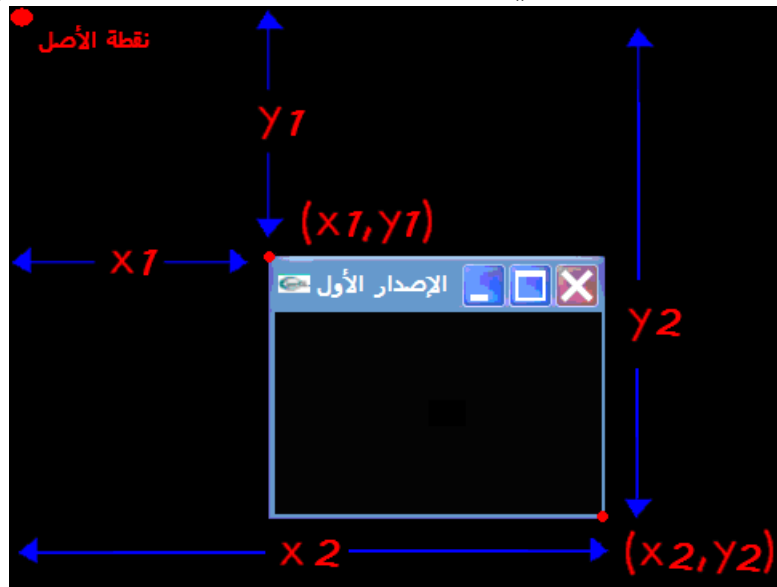 نقطة الأصل
y1
(x1,y1)
x1
الإصدار الأول
y2
x2
(x2,y2)